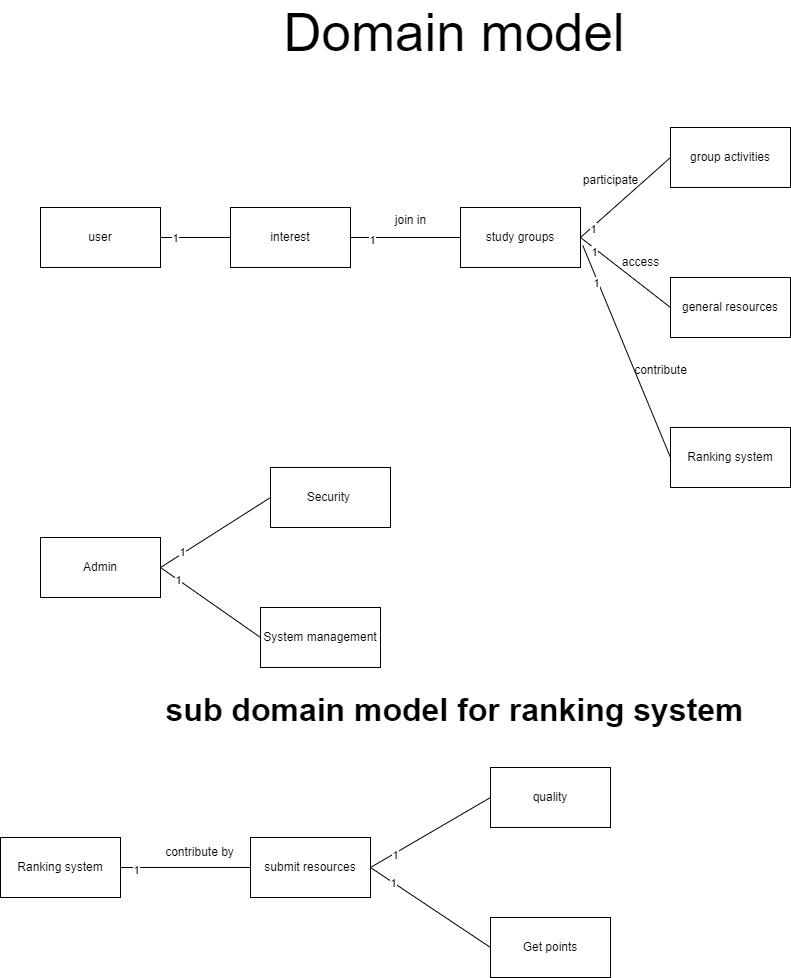 Domain model
group activities
participate
join in
user
1
interest
1
study groups
1
1
access
1
general resources
contribute
Ranking system
Security
1
Admin
1
System management
sub domain model for ranking system
quality
contribute by
1
Ranking system
1
submit resources
1
Get points